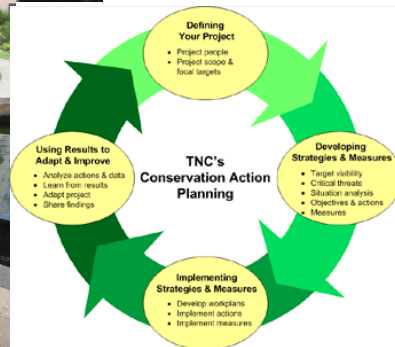 Defining
Your Project
• Project people
• Project scope &
focal targets
Developing
Strategies & Measures
• Target viability
• Critical threats
• Situation analysis
• Objectives & actions
• Measures
Implementing
Strategies & Measures
• Develop workplans
• Implement actions
• Implement measures
Using Results to
Adapt & Improve
• Analyze actions & data
• Learn from results
• Adapt project
• Share findings
TNC's
Conservation Action
Planning